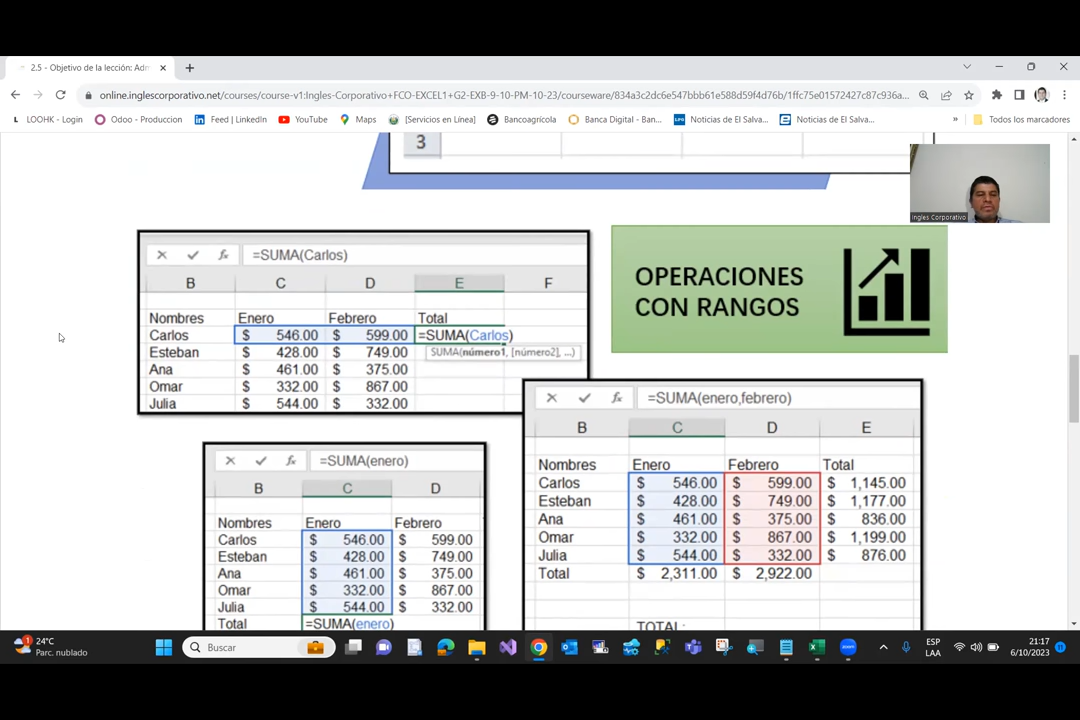 2.5 - Objetivo de la lección: Adm
online.inglescorporativo.net/courses/course-v1:Ingles-Corporativo+FCO-EXCEL1+G2-EXB-9-10-PM-10-23/courseware/834a3c2dc6e547bbb61e588d59f4d76b/1ffc75e01572427c87c936a...
L LOOHK - Login Odoo - Produccion Feed | LinkedIn YouTube Maps [Servicios en Línea] Bancoagrícola Banca Digital - Ban... Noticias de El Salva... Noticias de El Salva... » Todos los marcadores
3
Ingles Corporativo
=SUMA(Carlos)
B C D E F
Nombres Enero Febrero Total
Carlos $ 546.00 $ 599.00 =SUMA(Carlos)
Esteban $ 428.00 $ 749.00 SUMA(número1, [número2], ...)
Ana $ 461.00 $ 375.00
Omar $ 332.00 $ 867.00
Julia $ 544.00 $ 332.00
OPERACIONES
CON RANGOS
=SUMA(enero,febrero)
B C D E
Nombres Enero Febrero Total
Carlos $ 546.00 $ 599.00 $ 1,145.00
Esteban $ 428.00 $ 749.00 $ 1,177.00
Ana $ 461.00 $ 375.00 $ 836.00
Omar $ 332.00 $ 867.00 $ 1,199.00
Julia $ 544.00 $ 332.00 $ 876.00
Total $ 2,311.00 $ 2,922.00
TOTAL:
=SUMA(enero)
B C D
Nombres Enero Febrero
Carlos $ 546.00 $ 599.00
Esteban $ 428.00 $ 749.00
Ana $ 461.00 $ 375.00
Omar $ 332.00 $ 867.00
Julia $ 544.00 $ 332.00
Total =SUMA(enero)
24°C
Parc. nublado
Buscar
ESP
LAA
21:17
6/10/2023